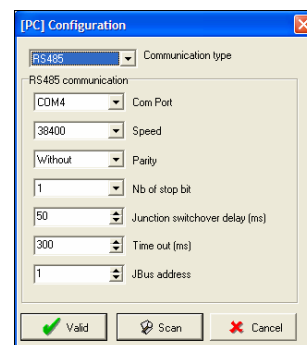 [PC] Configuration
RS485 Communication type
RS485 communication
COM4 Com Port
38400 Speed
Without Parity
1 Nb of stop bit
50 Junction switchover delay (ms)
300 Time out (ms)
1 JBus address
Valid Scan Cancel